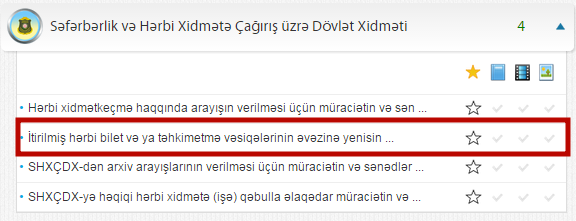 Səfərbərlik və Hərbi Xidmətə Çağırış üzrə Dövlət Xidməti 4
Hərbi xidmətkeçmə haqqında arayışın verilməsi üçün müraciətin və sən ...
İtirilmiş hərbi bilet və ya təhkimetmə vəsiqələrinin əvəzinə yenisin ...
SHXÇDX-dən arxiv arayışlarının verilməsi üçün müraciətin və sənədlər ...
SHXÇDX-yə həqiqi hərbi xidmətə (işə) qəbulla əlaqədar müraciətin və ...